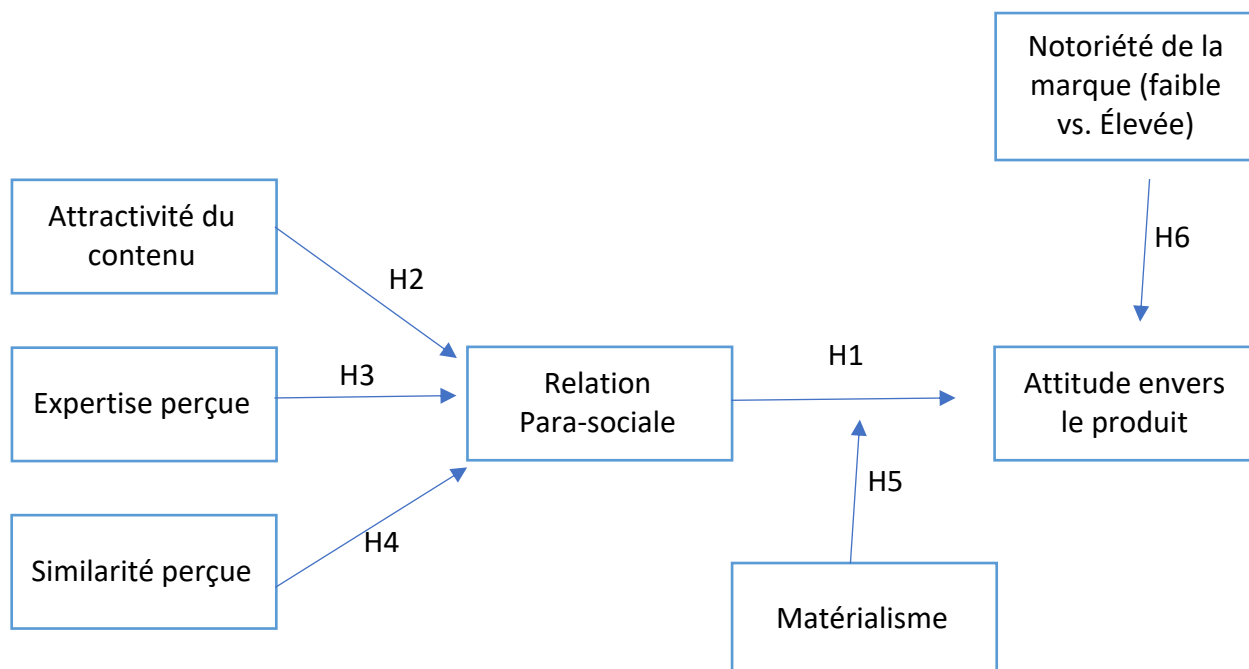 Notoriété de la
marque (faible
vs. Élevée)
Attractivité du
contenu
H6
H2
H3
H1
Expertise perçue
Relation
Para-sociale
Attitude envers
le produit
H5
H4
Similarité perçue
Matérialisme